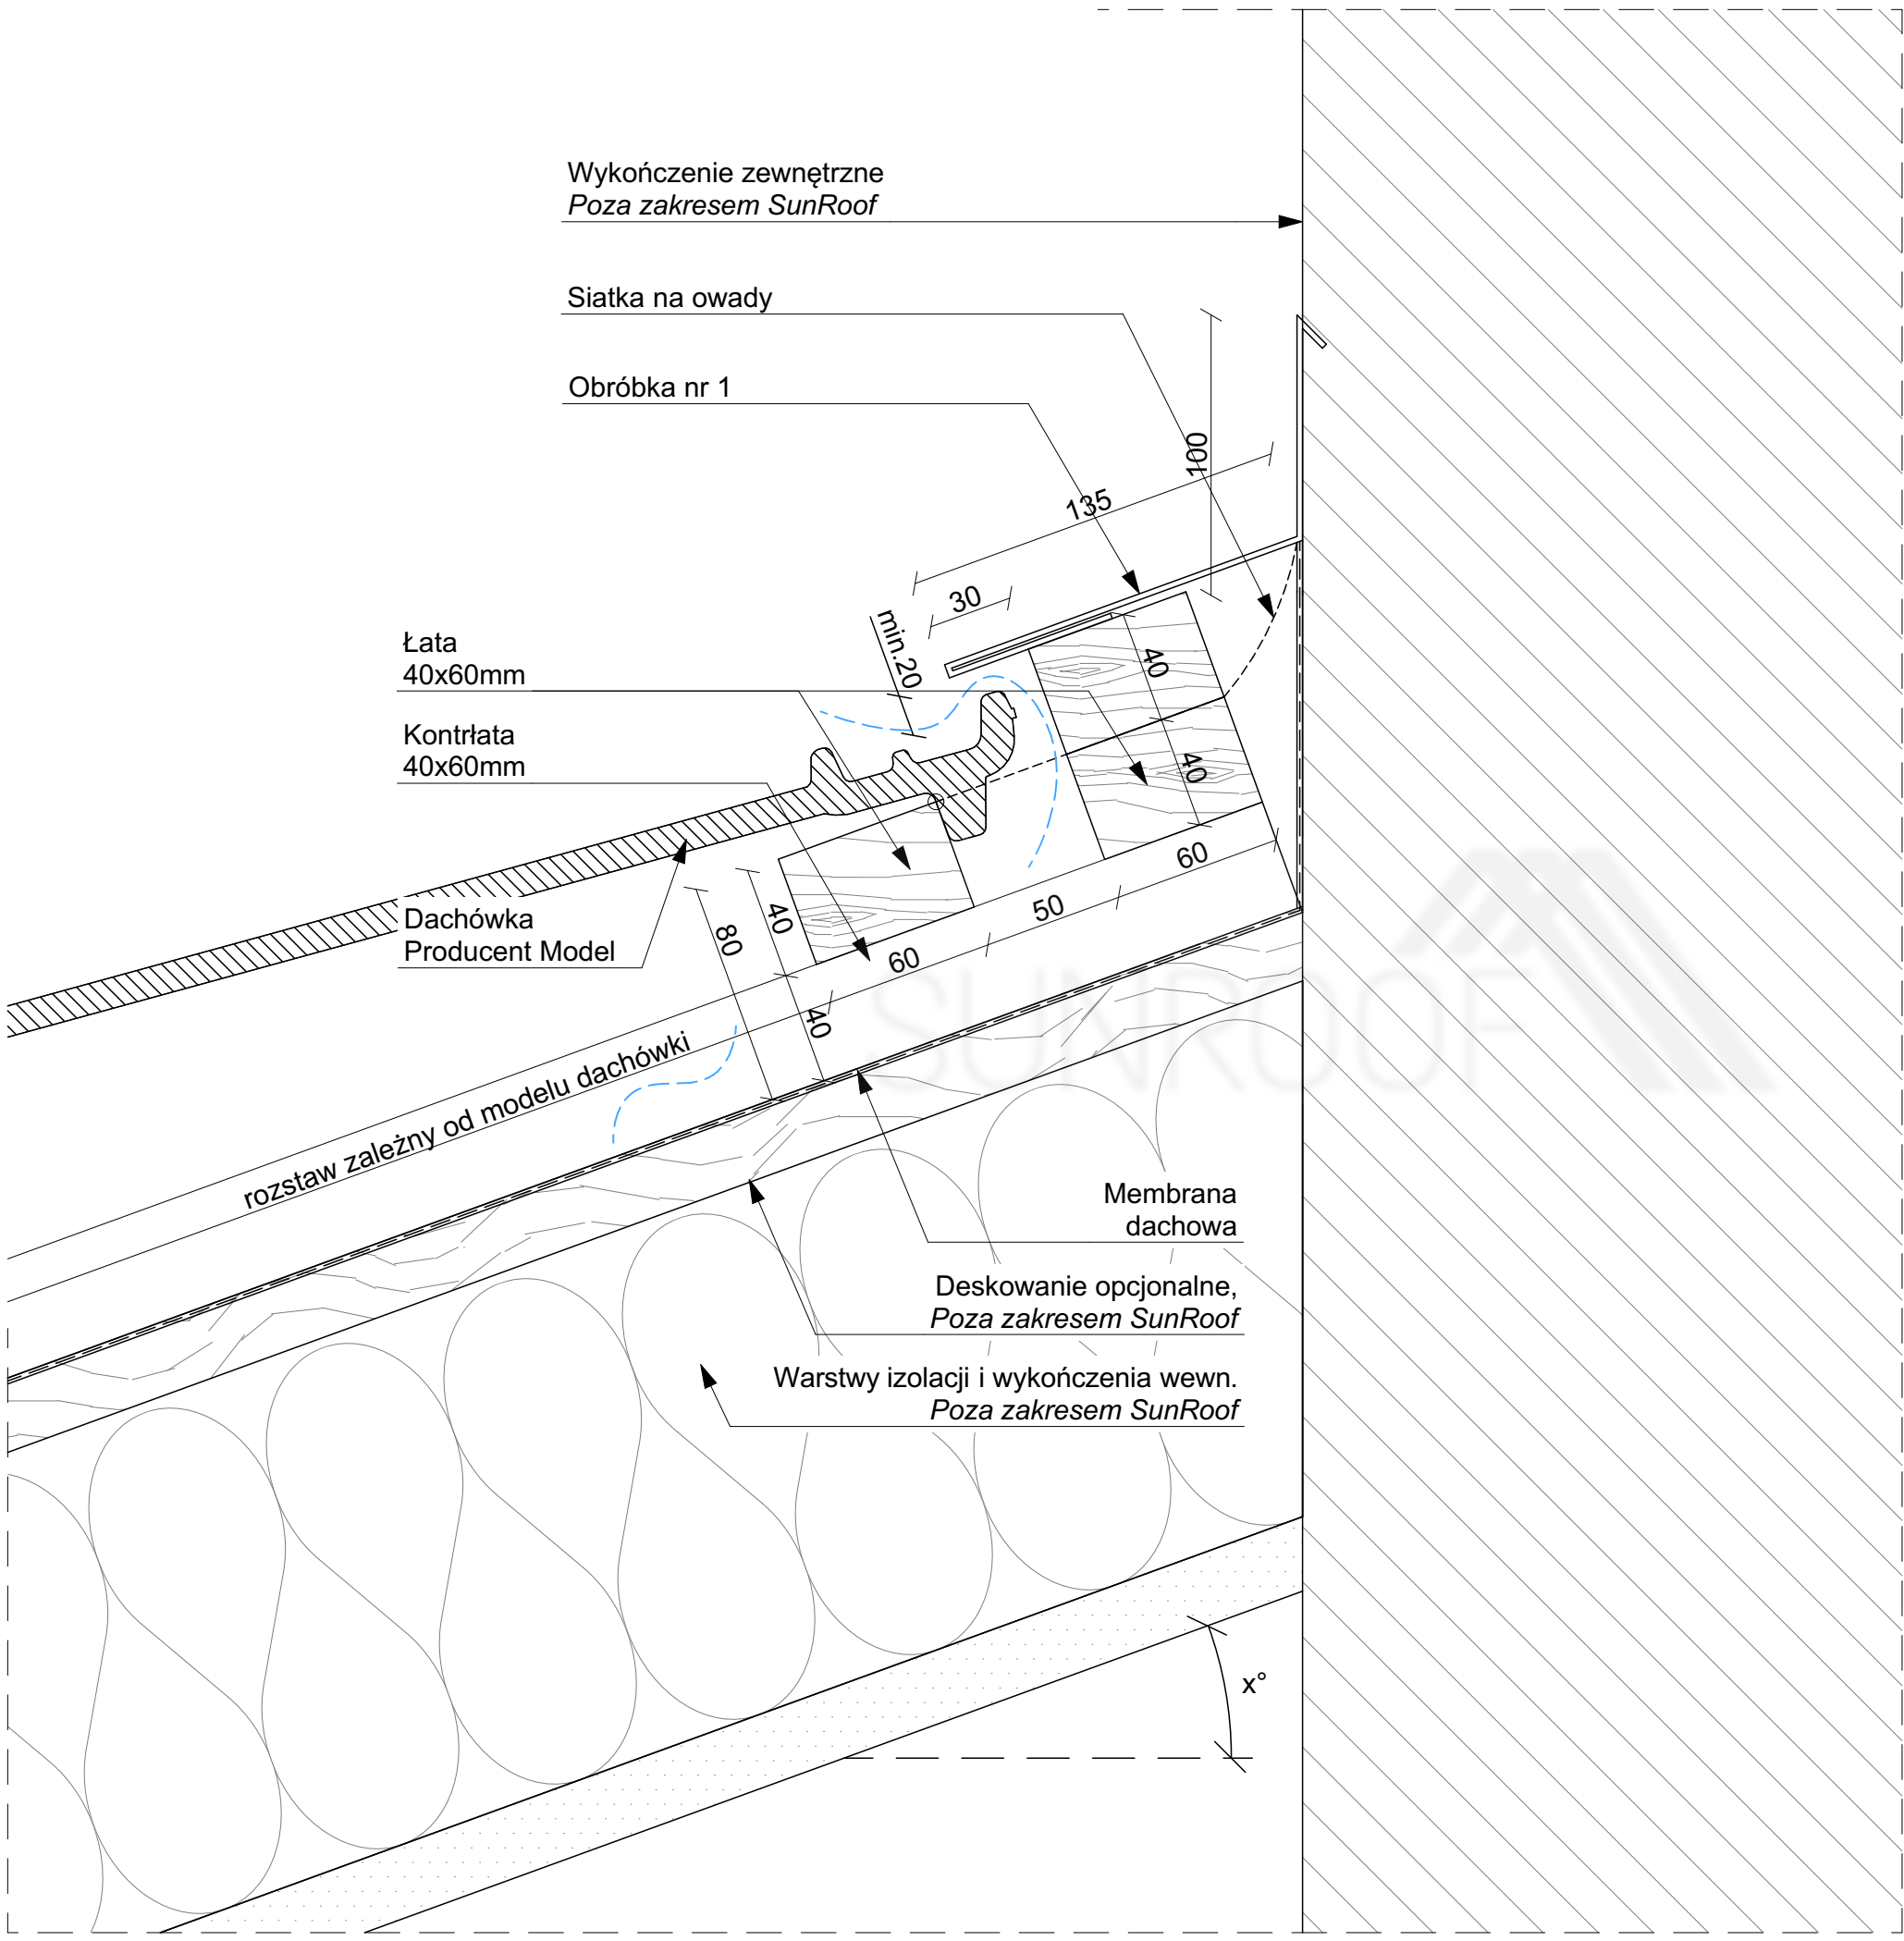 Wykończenie zewnętrzne
Poza zakresem SunRoof
Siatka na owady
Obróbka nr 1
100
135
30
min.20
Łata
40x60mm
Kontrłata
40x60mm
40
40
Dachówka
Producent Model
80
40
40
60
50
60
SUNROOF
rozstaw zależny od modelu dachówki
Membrana
dachowa
Deskowanie opcjonalne,
Poza zakresem SunRoof
Warstwy izolacji i wykończenia wewn.
Poza zakresem SunRoof
x°